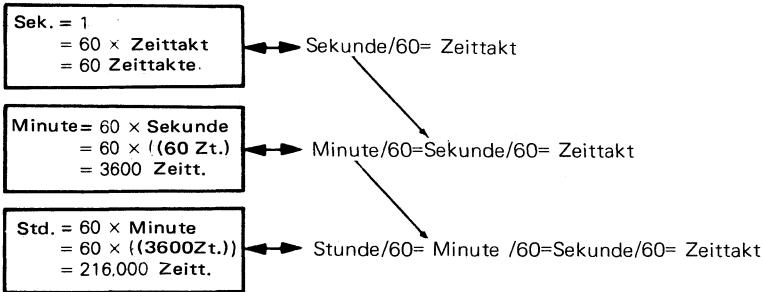 Sek. = 1
= 60 × Zeittakt
= 60 Zeittakte.
Sekunde/60= Zeittakt
Minute= 60 × Sekunde
= 60 × ((60 Zt.)
= 3600 Zeitt.
Minute/60=Sekunde/60= Zeittakt
Std. = 60 × Minute
= 60 × ((3600Zt.))
= 216,000 Zeitt.
Stunde/60= Minute /60=Sekunde/60= Zeittakt